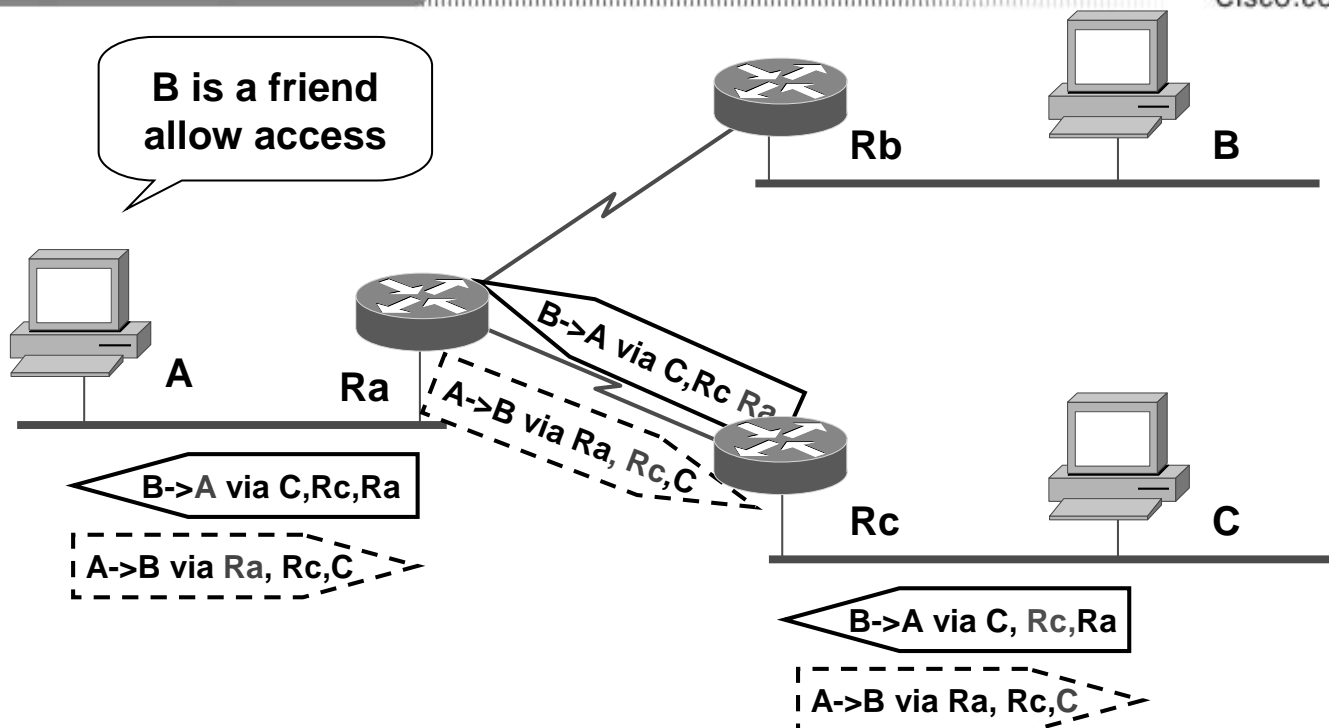 B is a friend
allow access
Rb
B
A
Ra
B->A via C,Rc Ra
A->B via Ra, Rc,C
B->A via C,Rc,Ra
A->B via Ra, Rc,C
Rc
C
B->A via C, Rc,Ra
A->B via Ra, Rc,C